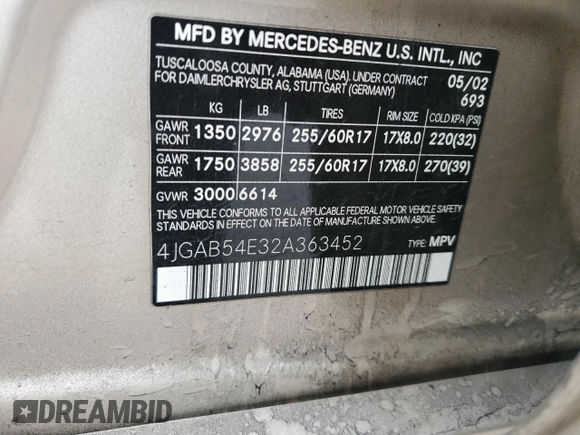 MFD BY MERCEDES-BENZ U.S. INTL., INC
TUSCALOOSA COUNTY, ALABAMA (USA). UNDER CONTRACT 05/02
FOR DAIMLERCHRYSLER AG, STUTTGART (GERMANY) 693
KG LB TIRES RIM SIZE COLD KPA (PSI)
GAWR FRONT 1350 2976 255/60R17 17X8.0 220(32)
GAWR REAR 1750 3858 255/60R17 17X8.0 270(39)
GVWR 3000 6614
THIS VEHICLE CONFORMS TO ALL APPLICABLE FEDERAL MOTOR VEHICLE SAFETY
STANDARDS IN EFFECT ON THE DATE OF MANUFACTURE SHOWN ABOVE.
4JGAB54E32A363452 TYPE: MPV
DREAMBID